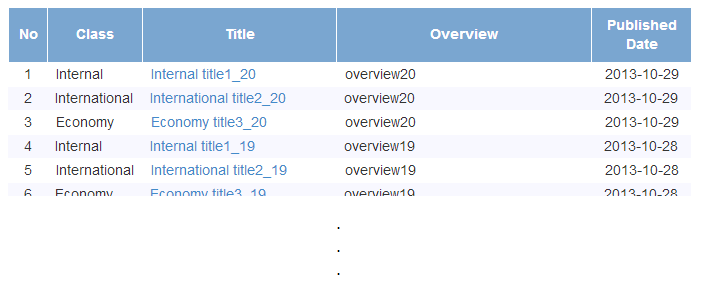 No Class Title Overview Published Date
1 Internal Internal title1_20 overview20 2013-10-29
2 International International title2_20 overview20 2013-10-29
3 Economy Economy title3_20 overview20 2013-10-29
4 Internal Internal title1_19 overview19 2013-10-28
5 International International title2_19 overview19 2013-10-28
6 Economy Economy title3_19 overview19 2013-10-28
.
.
.